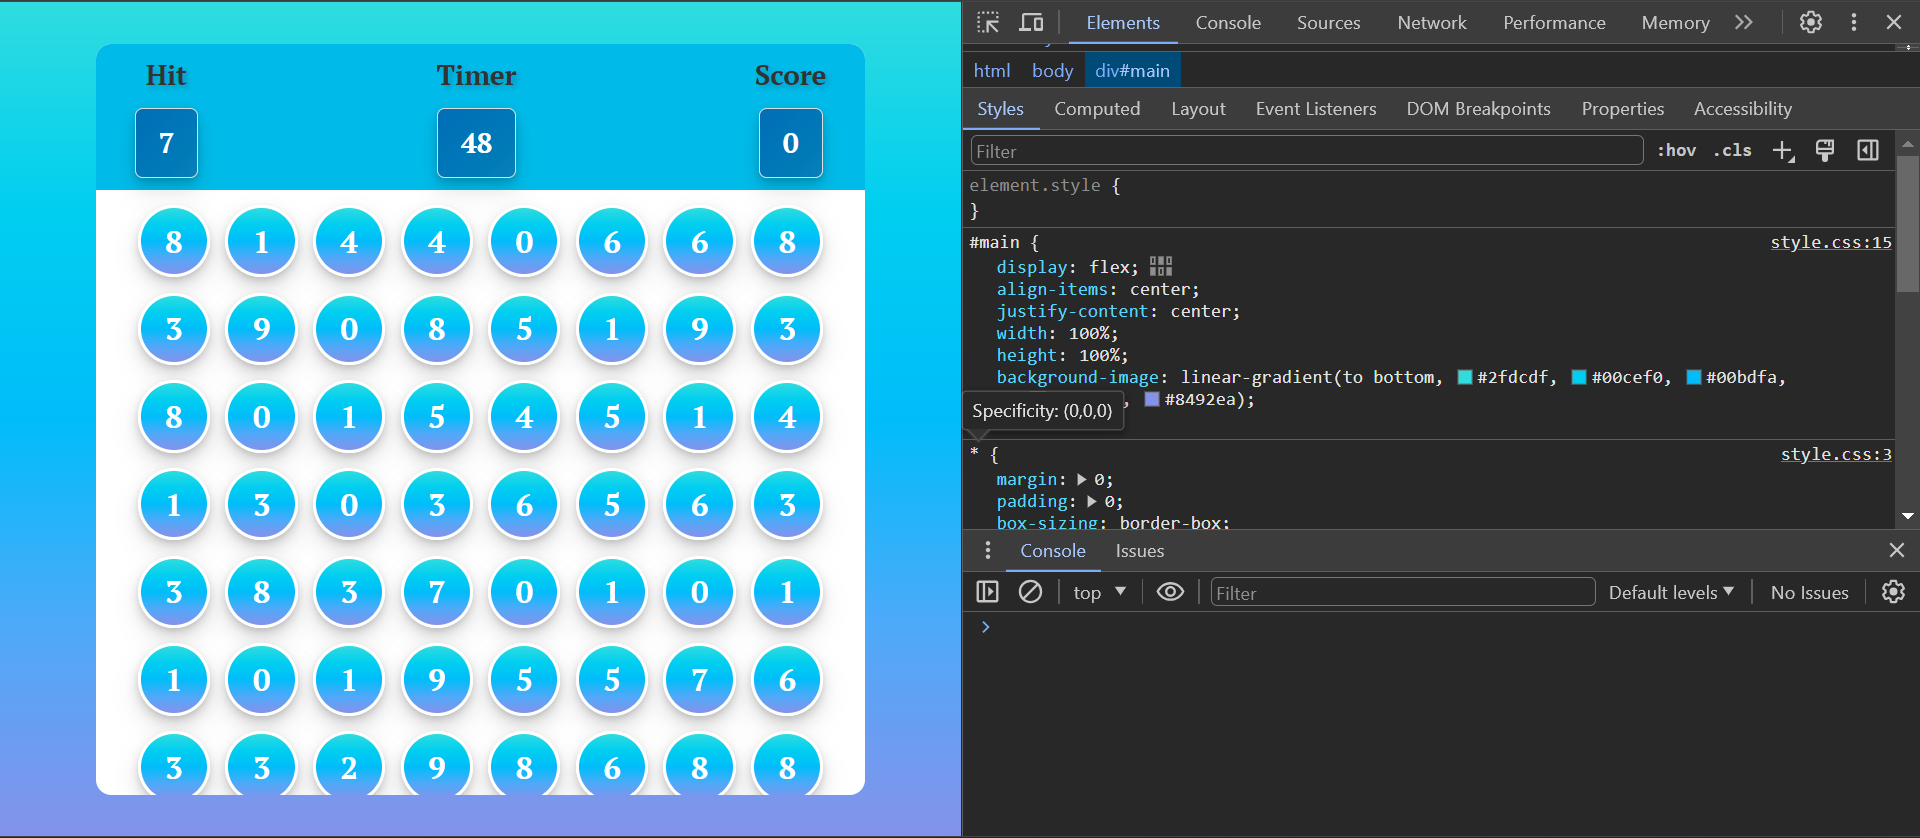 Hit Timer Score
7 48 0
8 1 4 4 0 6 6 8
3 9 0 8 5 1 9 3
8 0 1 5 4 5 1 4
1 3 0 3 6 5 6 3
3 8 3 7 0 1 0 1
1 0 1 9 5 5 7 6
3 3 2 9 8 6 8 8
Elements Console Sources Network Performance Memory
html body div#main
Styles Computed Layout Event Listeners DOM Breakpoints Properties Accessibility
Filter :hov .cls
element.style {
}
#main { style.css:15
display: flex;
align-items: center;
justify-content: center;
width: 100%;
height: 100%;
background-image: linear-gradient(to bottom, #2fdcdf, #00cef0, #00bdfa,
, #8492ea);
Specificity: (0,0,0)
* { style.css:3
margin: 0;
padding: 0;
box-sizing: border-box;
Console Issues
top Filter Default levels No Issues